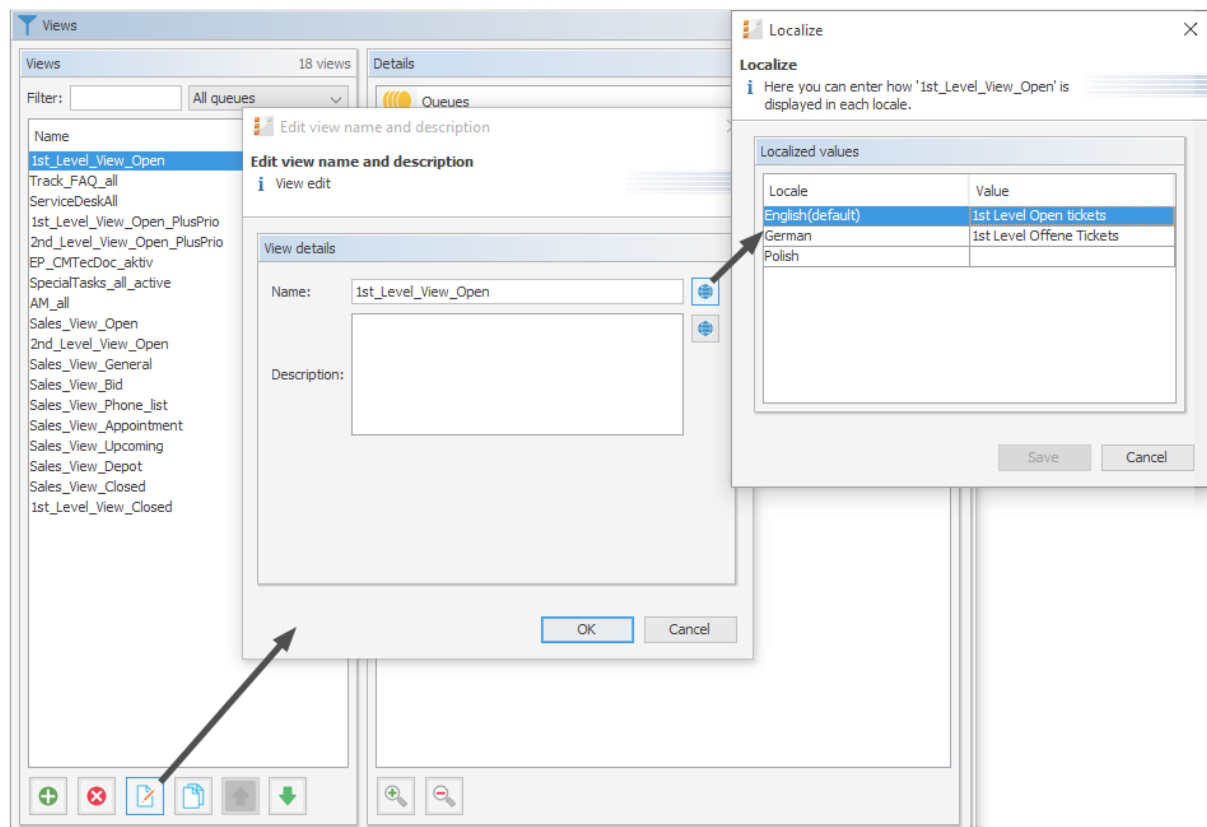 Views
Views 18 views
Filter: All queues
Name
1st_Level_View_Open
Track_FAQ_all
ServiceDeskAll
1st_Level_View_Open_PlusPrio
2nd_Level_View_Open_PlusPrio
EP_CMTecDoc_aktiv
SpecialTasks_all_active
AM_all
Sales_View_Open
2nd_Level_View_Open
Sales_View_General
Sales_View_Bid
Sales_View_Phone_list
Sales_View_Appointment
Sales_View_Upcoming
Sales_View_Depot
Sales_View_Closed
1st_Level_View_Closed
Details
Queues
Edit view name and description
Edit view name and description
View edit
View details
Name: 1st_Level_View_Open
Description:
OK Cancel
Localize
Localize
Here you can enter how '1st_Level_View_Open' is
displayed in each locale.
Localized values
Locale Value
English(default) 1st Level Open tickets
German 1st Level Offene Tickets
Polish
Save Cancel